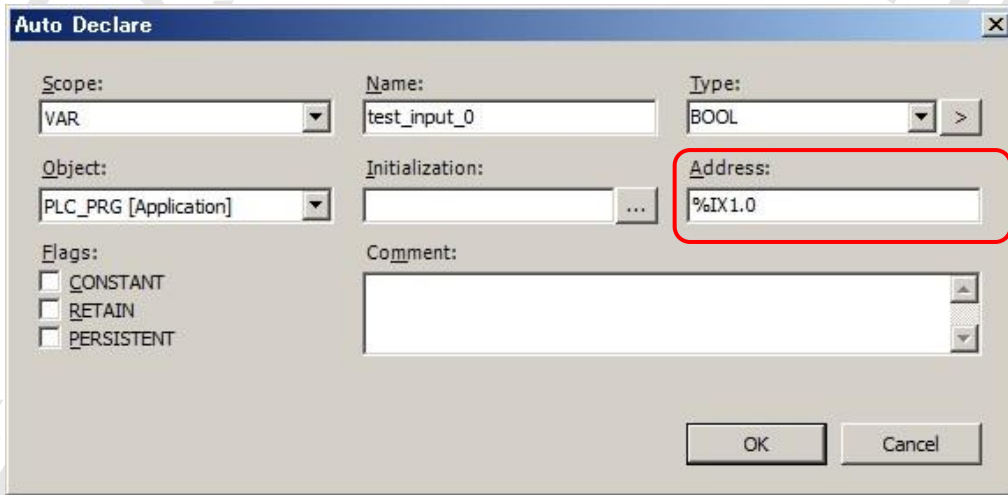 Auto Declare
Scope:
VAR
Name:
test_input_0
Type:
BOOL
>
Object:
PLC_PRG [Application]
Initialization:
...
Address:
%IX1.0
Flags:
CONSTANT
RETAIN
PERSISTENT
Comment:
OK
Cancel